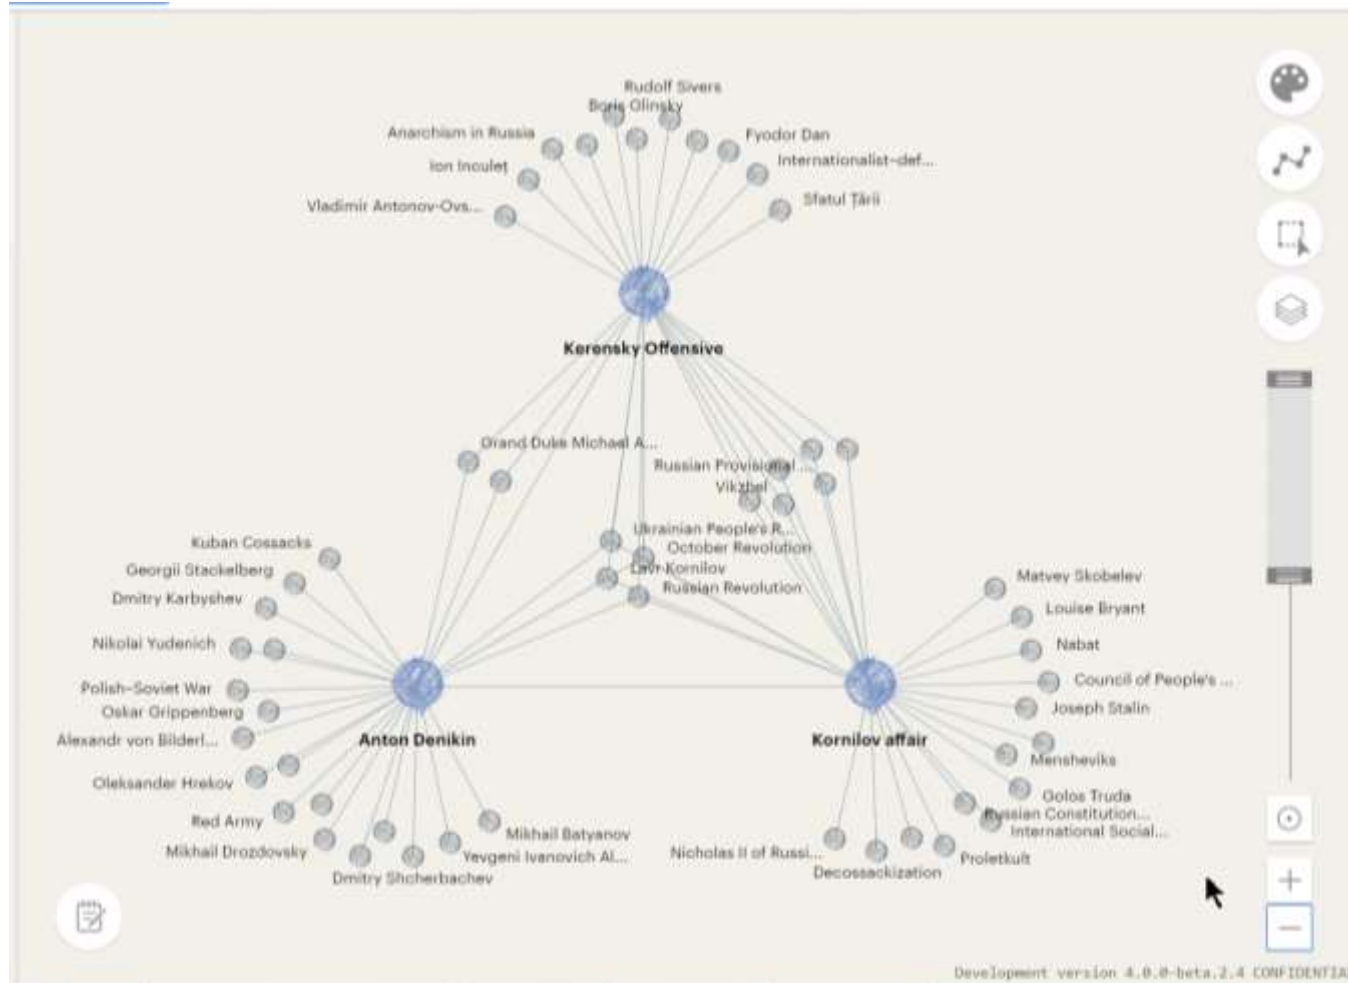 Rudolf Sivers
Boris Olinsky
Anarchism in Russia
Fyodor Dan
Ion Inculeț
Internationalist-def...
Vladimir Antonov-Ovs...
Sfatul Țării
Kerensky Offensive
Grand Duke Michael A...
Russian Provisional ...
Vikzhel
Ukrainian People's R...
October Revolution
Lavr Kornilov
Russian Revolution
Kuban Cossacks
Georgii Stackelberg
Dmitry Karbyshev
Nikolai Yudenich
Polish–Soviet War
Oskar Grippenberg
Alexandr von Bilderl...
Anton Denikin
Oleksander Hrekov
Red Army
Mikhail Drozdovsky
Dmitry Shcherbachev
Yevgeni Ivanovich Al...
Mikhail Batyanov
Matvey Skobelev
Louise Bryant
Nabat
Council of People's ...
Joseph Stalin
Kornilov affair
Mensheviks
Golos Truda
Russian Constitution...
International Social...
Nicholas II of Russi...
Decossackization
Proletkult
Development version 4.0.0-beta.2.4 CONFIDENTIA